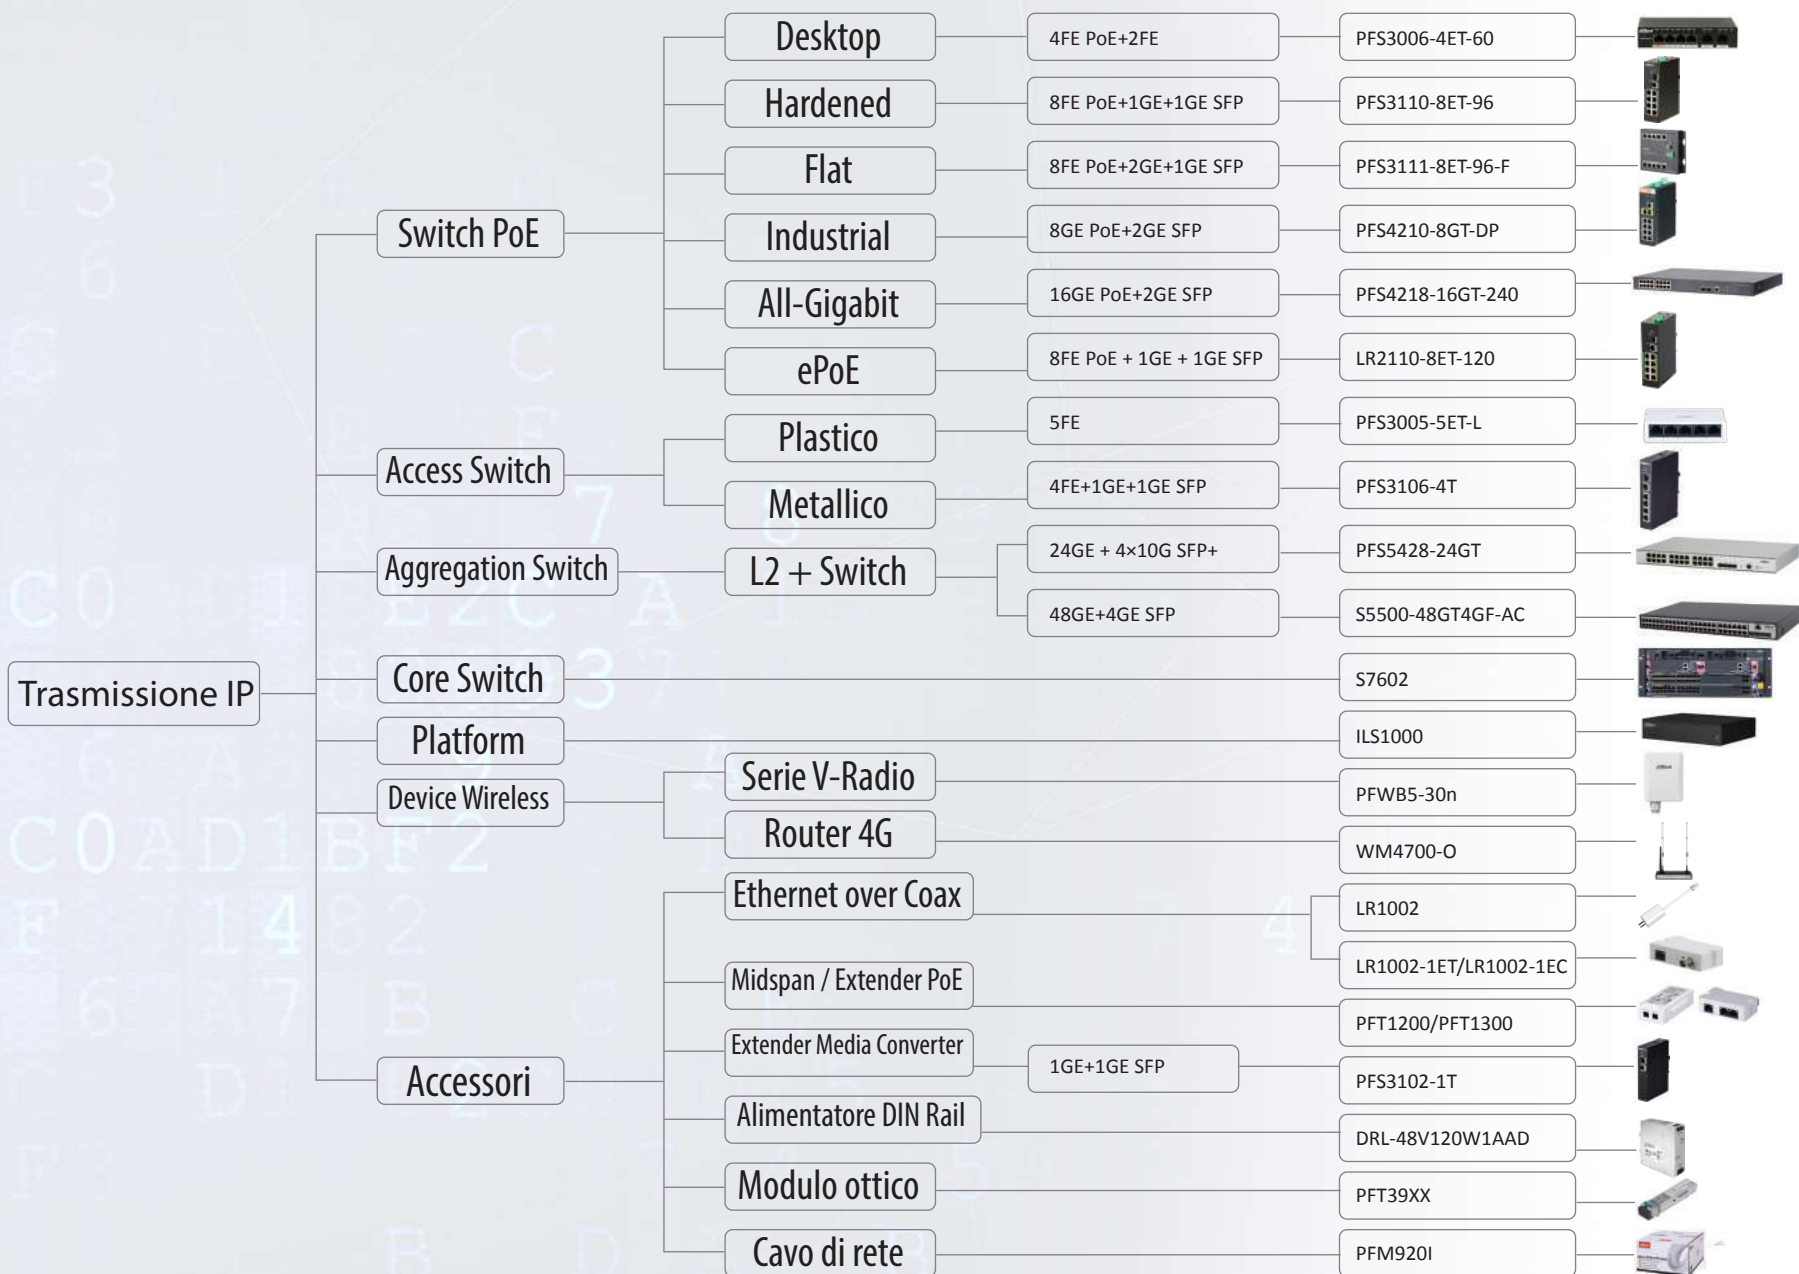 Trasmissione IP
Switch PoE
Desktop
4FE PoE+2FE
PFS3006-4ET-60
Hardened
8FE PoE+1GE+1GE SFP
PFS3110-8ET-96
Flat
8FE PoE+2GE+1GE SFP
PFS3111-8ET-96-F
Industrial
8GE PoE+2GE SFP
PFS4210-8GT-DP
All-Gigabit
16GE PoE+2GE SFP
PFS4218-16GT-240
ePoE
8FE PoE + 1GE + 1GE SFP
LR2110-8ET-120
Access Switch
Plastico
5FE
PFS3005-5ET-L
Metallico
4FE+1GE+1GE SFP
PFS3106-4T
Aggregation Switch
L2 + Switch
24GE + 4×10G SFP+
PFS5428-24GT
48GE+4GE SFP
S5500-48GT4GF-AC
Core Switch
S7602
Platform
ILS1000
Device Wireless
Serie V-Radio
PFWB5-30n
Router 4G
WM4700-O
Accessori
Ethernet over Coax
LR1002
LR1002-1ET/LR1002-1EC
Midspan / Extender PoE
PFT1200/PFT1300
Extender Media Converter
1GE+1GE SFP
PFS3102-1T
Alimentatore DIN Rail
DRL-48V120W1AAD
Modulo ottico
PFT39XX
Cavo di rete
PFM920I